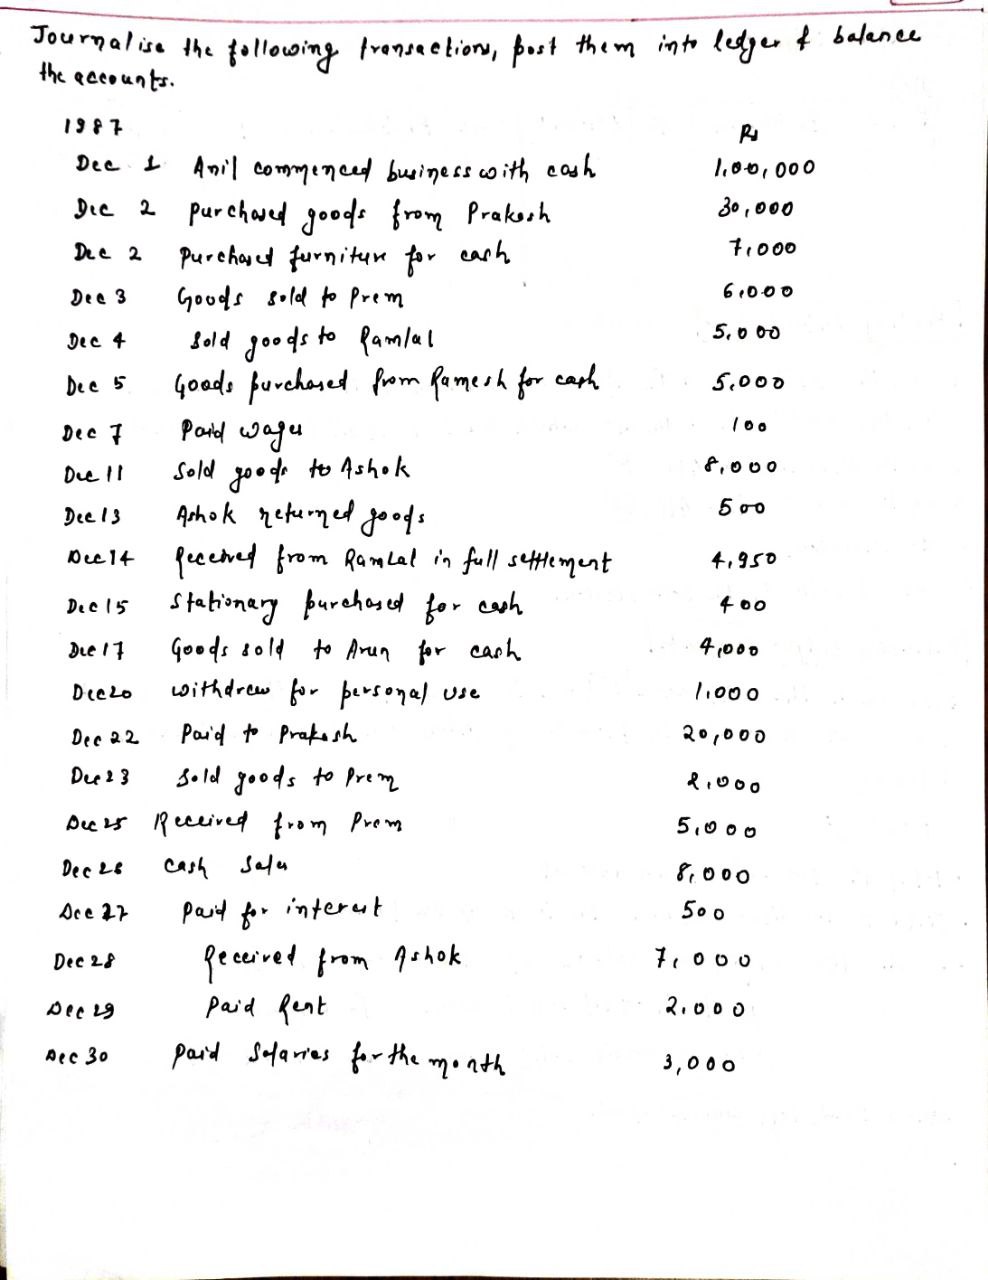 Journalise the following transactions, post them into ledger & balance
the accounts.
1987 Rs
Dec 1 Anil commenced business with cash 1,00,000
Dec 2 purchased goods from Prakash 30,000
Dec 2 purchased furniture for cash 7,000
Dec 3 Goods sold to Prem 6,000
Dec 4 sold goods to Ramlal 5,000
Dec 5 Goods purchased from Ramesh for cash 5,000
Dec 7 Paid wages 100
Dec 11 Sold goods to Ashok 8,000
Dec 13 Ashok returned goods 500
Dec 14 Received from RamLal in full settlement 4,950
Dec 15 Stationary purchased for cash 400
Dec 17 Goods sold to Arun for cash 4,000
Dec 20 withdrew for personal use 1,000
Dec 22 Paid to Prakash 20,000
Dec 23 Sold goods to Prem 2,000
Dec 25 Received from Prem 5,000
Dec 26 Cash Sales 8,000
Dec 27 Paid for interest 500
Dec 28 Received from Ashok 7,000
Dec 29 Paid Rent 2,000
Dec 30 Paid Salaries for the month 3,000